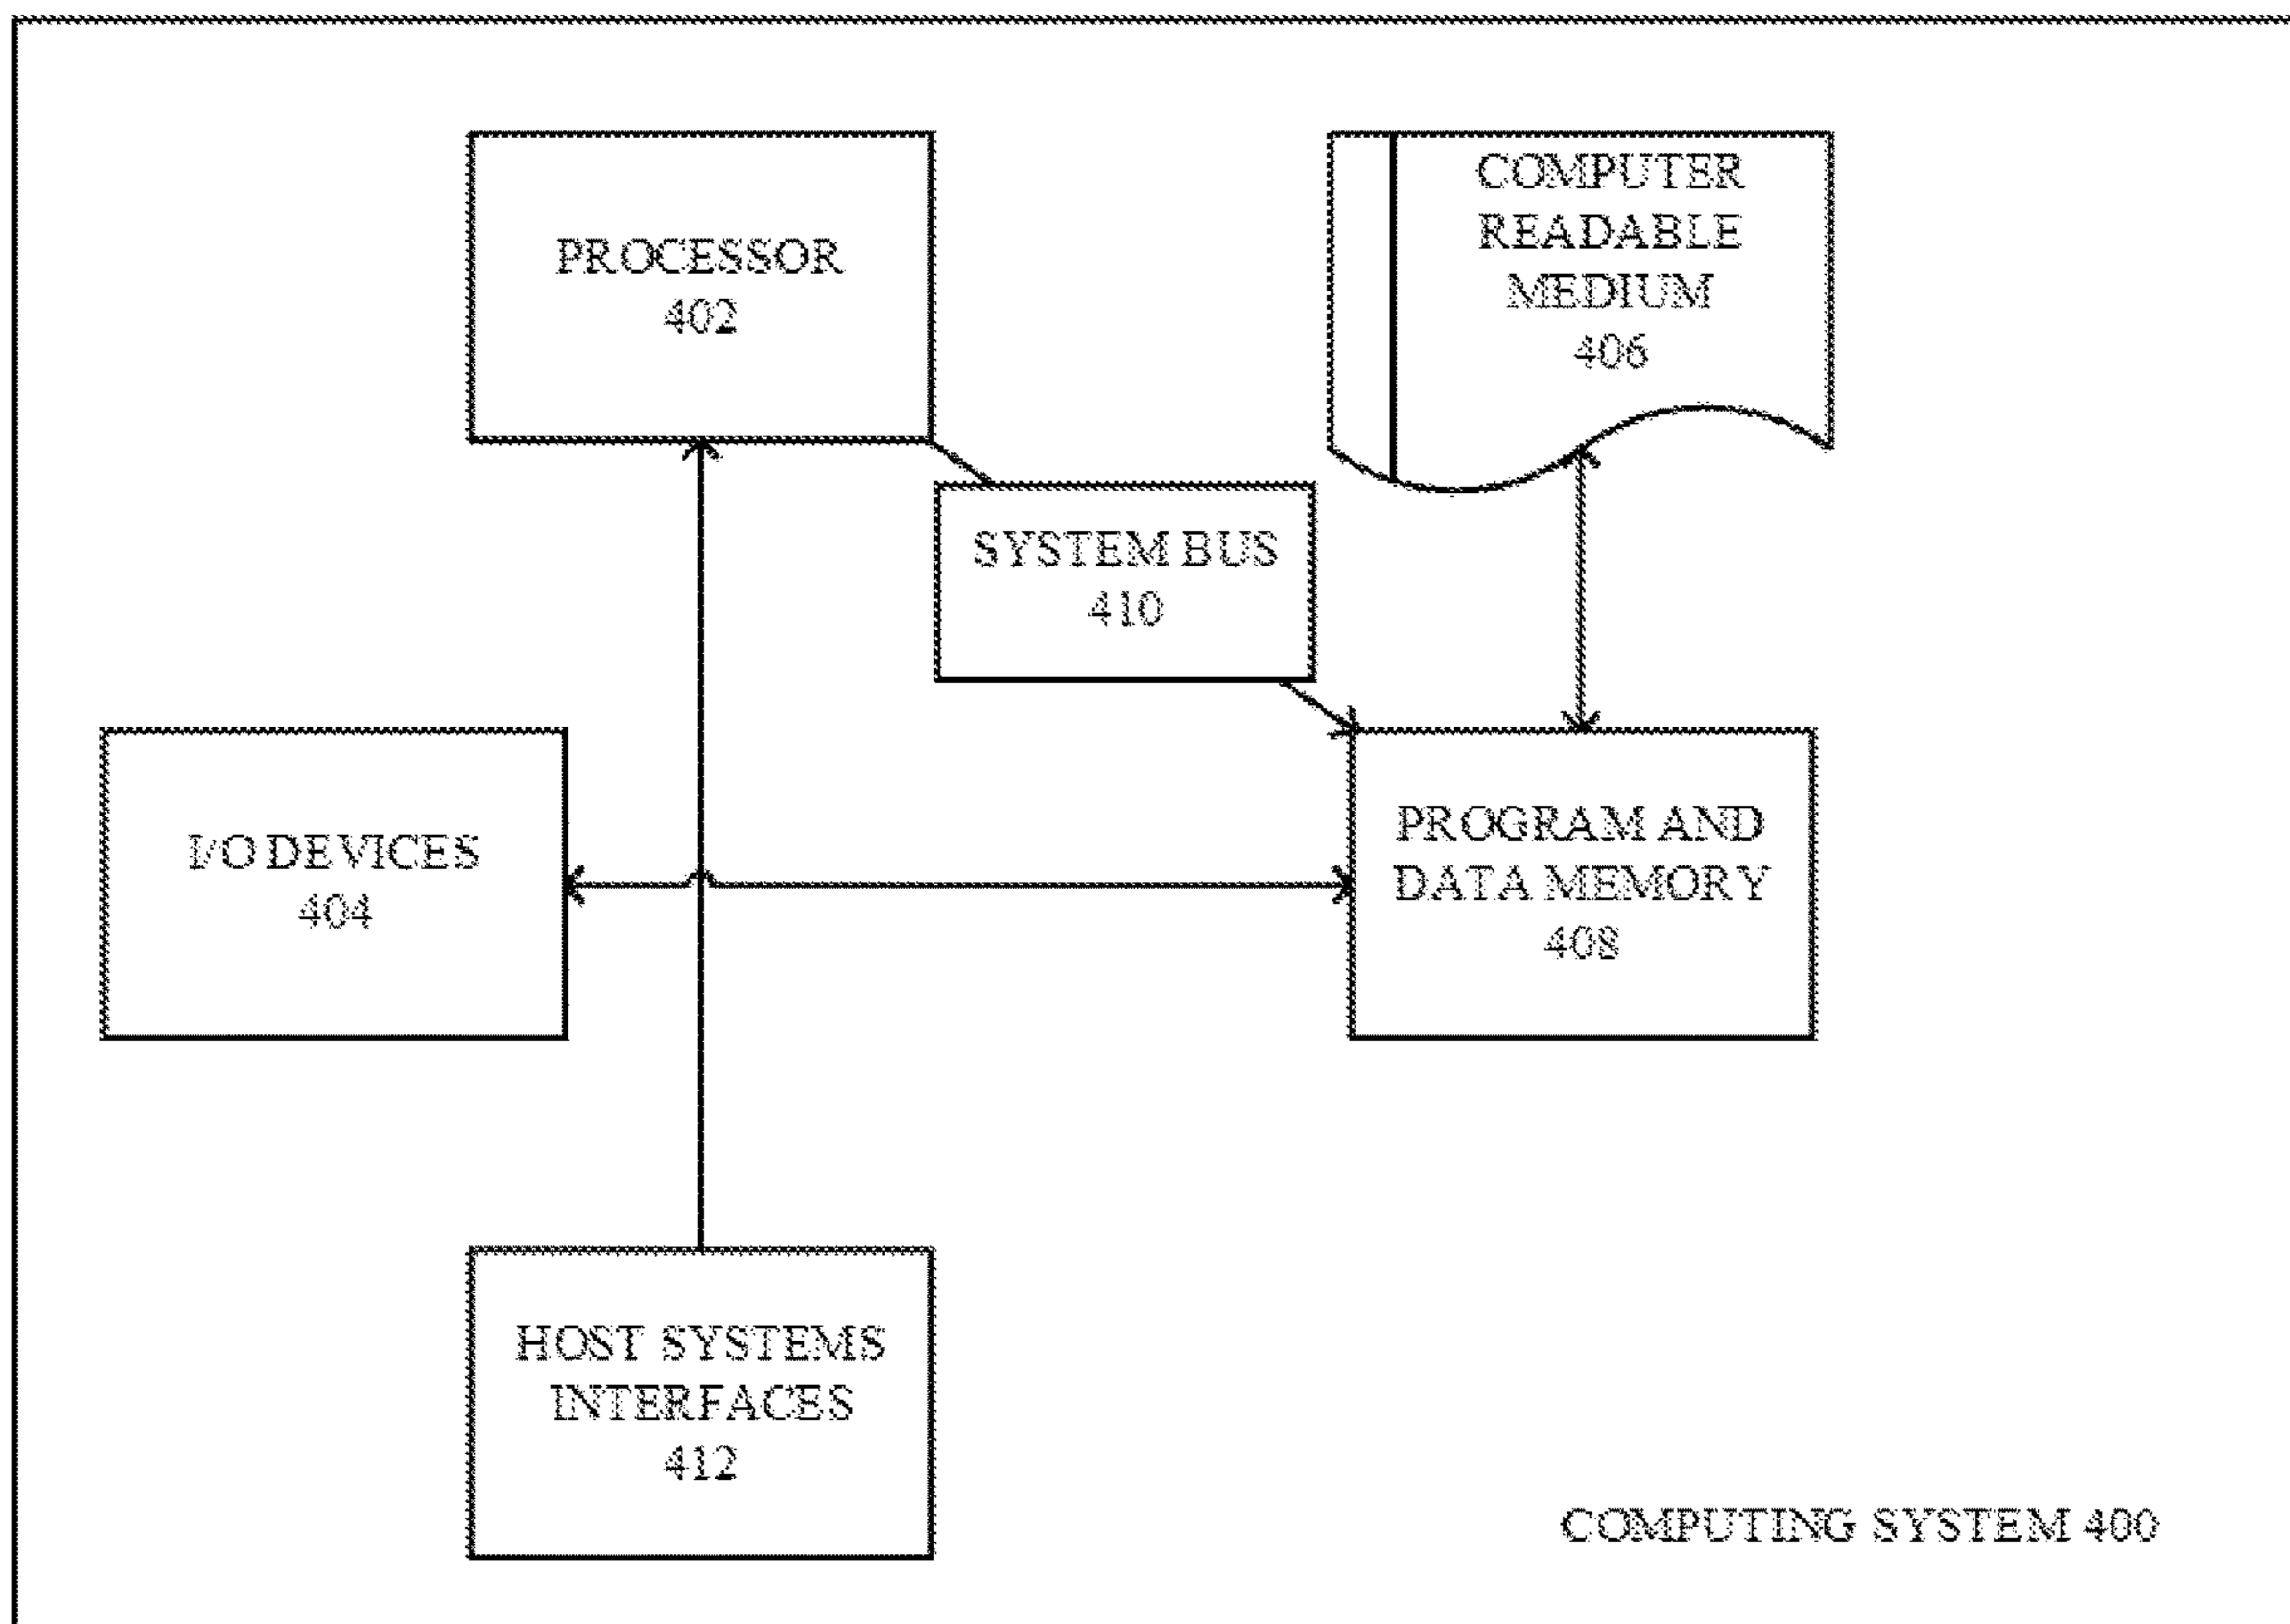 PROCESSOR
402
COMPUTER
READABLE
MEDIUM
406
SYSTEM BUS
410
I/O DEVICES
404
PROGRAM AND
DATA MEMORY
408
HOST SYSTEMS
INTERFACES
412
COMPUTING SYSTEM 400